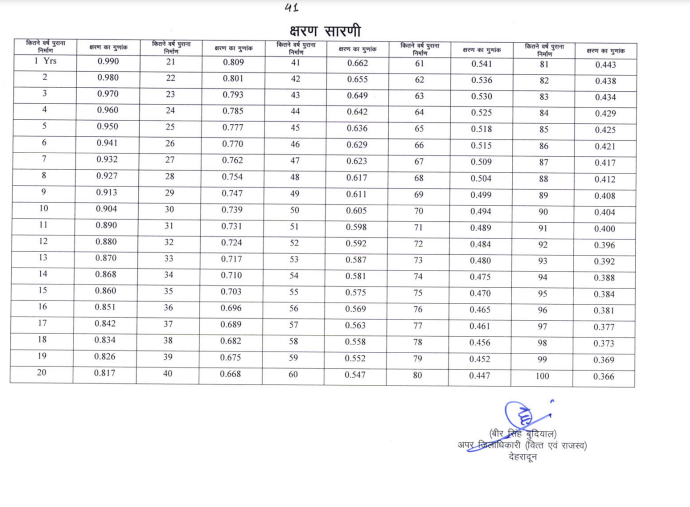 41
क्षरण सारणी
कितने वर्ष पुराना निर्माण क्षरण का गुणांक कितने वर्ष पुराना निर्माण क्षरण का गुणांक कितने वर्ष पुराना निर्माण क्षरण का गुणांक कितने वर्ष पुराना निर्माण क्षरण का गुणांक कितने वर्ष पुराना निर्माण क्षरण का गुणांक
1 Yrs 0.990 21 0.809 41 0.662 61 0.541 81 0.443
2 0.980 22 0.801 42 0.655 62 0.536 82 0.438
3 0.970 23 0.793 43 0.649 63 0.530 83 0.434
4 0.960 24 0.785 44 0.642 64 0.525 84 0.429
5 0.950 25 0.777 45 0.636 65 0.518 85 0.425
6 0.941 26 0.770 46 0.629 66 0.515 86 0.421
7 0.932 27 0.762 47 0.623 67 0.509 87 0.417
8 0.927 28 0.754 48 0.617 68 0.504 88 0.412
9 0.913 29 0.747 49 0.611 69 0.499 89 0.408
10 0.904 30 0.739 50 0.605 70 0.494 90 0.404
11 0.890 31 0.731 51 0.598 71 0.489 91 0.400
12 0.880 32 0.724 52 0.592 72 0.484 92 0.396
13 0.870 33 0.717 53 0.587 73 0.480 93 0.392
14 0.868 34 0.710 54 0.581 74 0.475 94 0.388
15 0.860 35 0.703 55 0.575 75 0.470 95 0.384
16 0.851 36 0.696 56 0.569 76 0.465 96 0.381
17 0.842 37 0.689 57 0.563 77 0.461 97 0.377
18 0.834 38 0.682 58 0.558 78 0.456 98 0.373
19 0.826 39 0.675 59 0.552 79 0.452 99 0.369
20 0.817 40 0.668 60 0.547 80 0.447 100 0.366
(बीर सिंह बुदियाल)
अपर जिलाधिकारी (वित्त एवं राजस्व)
देहरादून